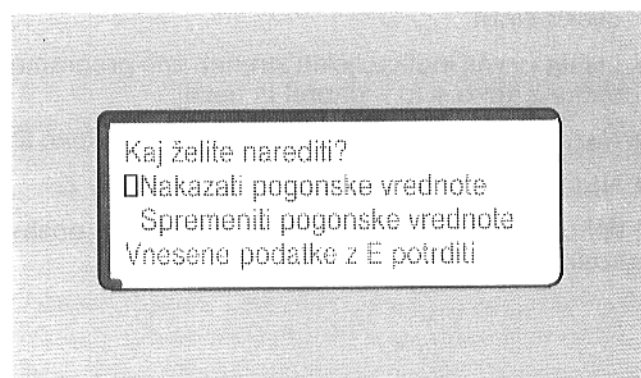 Kaj želite narediti?
Nakazati pogonske vrednote
Spremeniti pogonske vrednote
Vnesene podatke z E potrditi